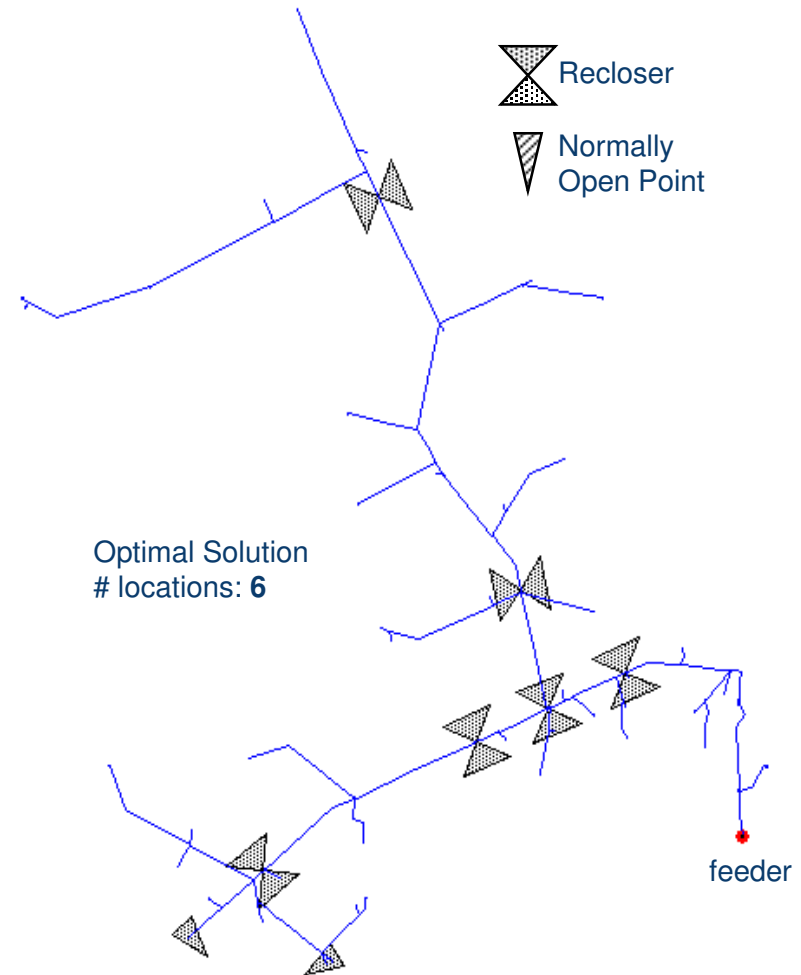 Recloser
Normally
Open Point
Optimal Solution
# locations: 6
feeder